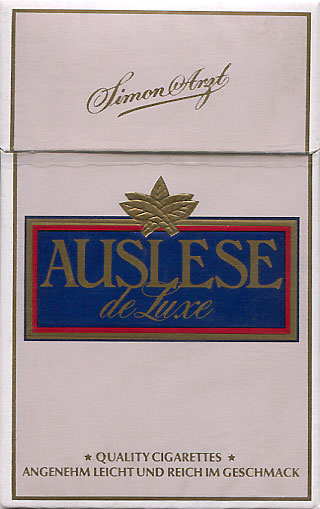 Simon Arzt
AUSLESE
de Luxe
★ QUALITY CIGARETTES ★
ANGENEHM LEICHT UND REICH IM GESCHMACK